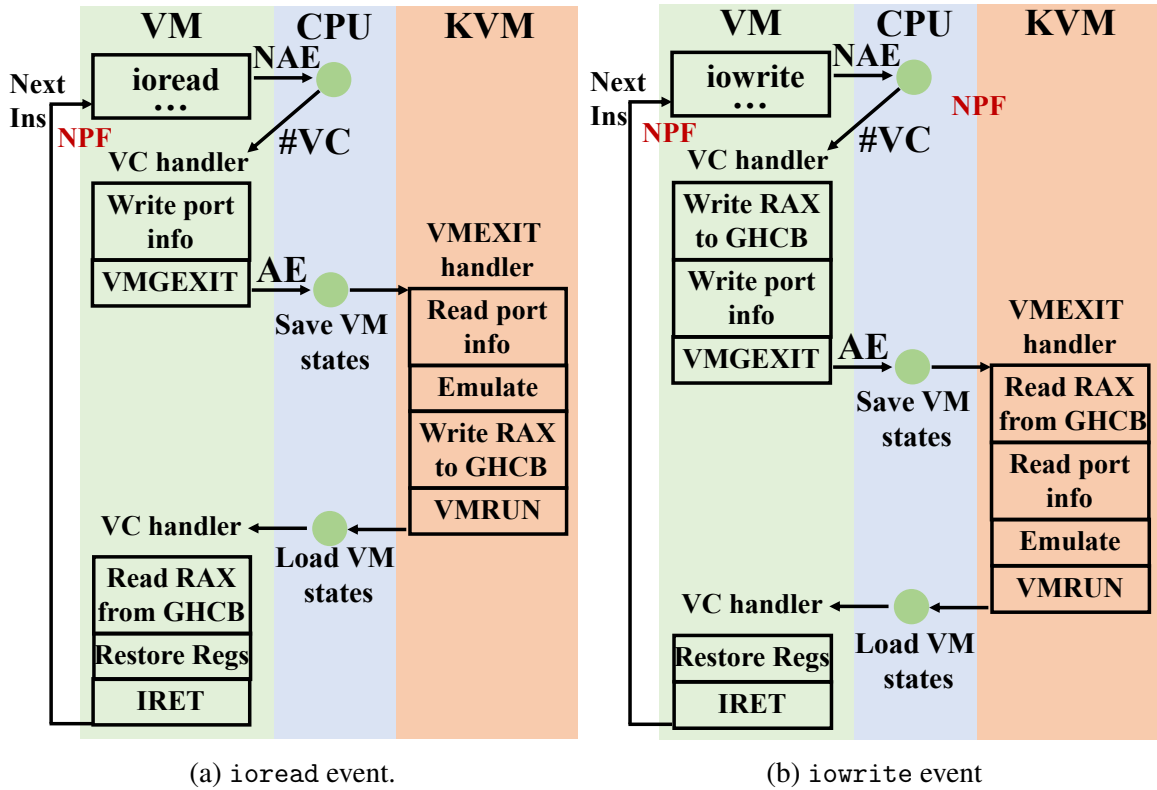 VM CPU KVM
ioread
...
NAE
Next
Ins
NPF
#VC
VC handler
Write port
info
VMGEXIT
AE
Save VM
states
VMEXIT
handler
Read port
info
Emulate
Write RAX
to GHCB
VMRUN
Load VM
states
VC handler
Read RAX
from GHCB
Restore Regs
IRET
(a) ioread event.
VM CPU KVM
iowrite
...
NAE
Next
Ins
NPF
NPF
#VC
VC handler
Write RAX
to GHCB
Write port
info
VMGEXIT
AE
Save VM
states
VMEXIT
handler
Read RAX
from GHCB
Read port
info
Emulate
VMRUN
Load VM
states
VC handler
Restore Regs
IRET
(b) iowrite event